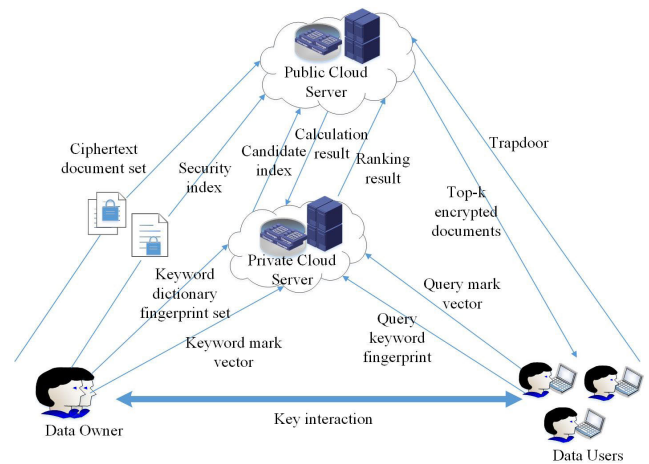 Public Cloud
Server
Ciphertext
document set
Security
index
Candidate
index
Calculation
result
Ranking
result
Trapdoor
Top-k
encrypted
documents
Private Cloud
Server
Keyword
dictionary
fingerprint set
Keyword mark
vector
Query mark
vector
Query
keyword
fingerprint
Key interaction
Data Owner
Data Users